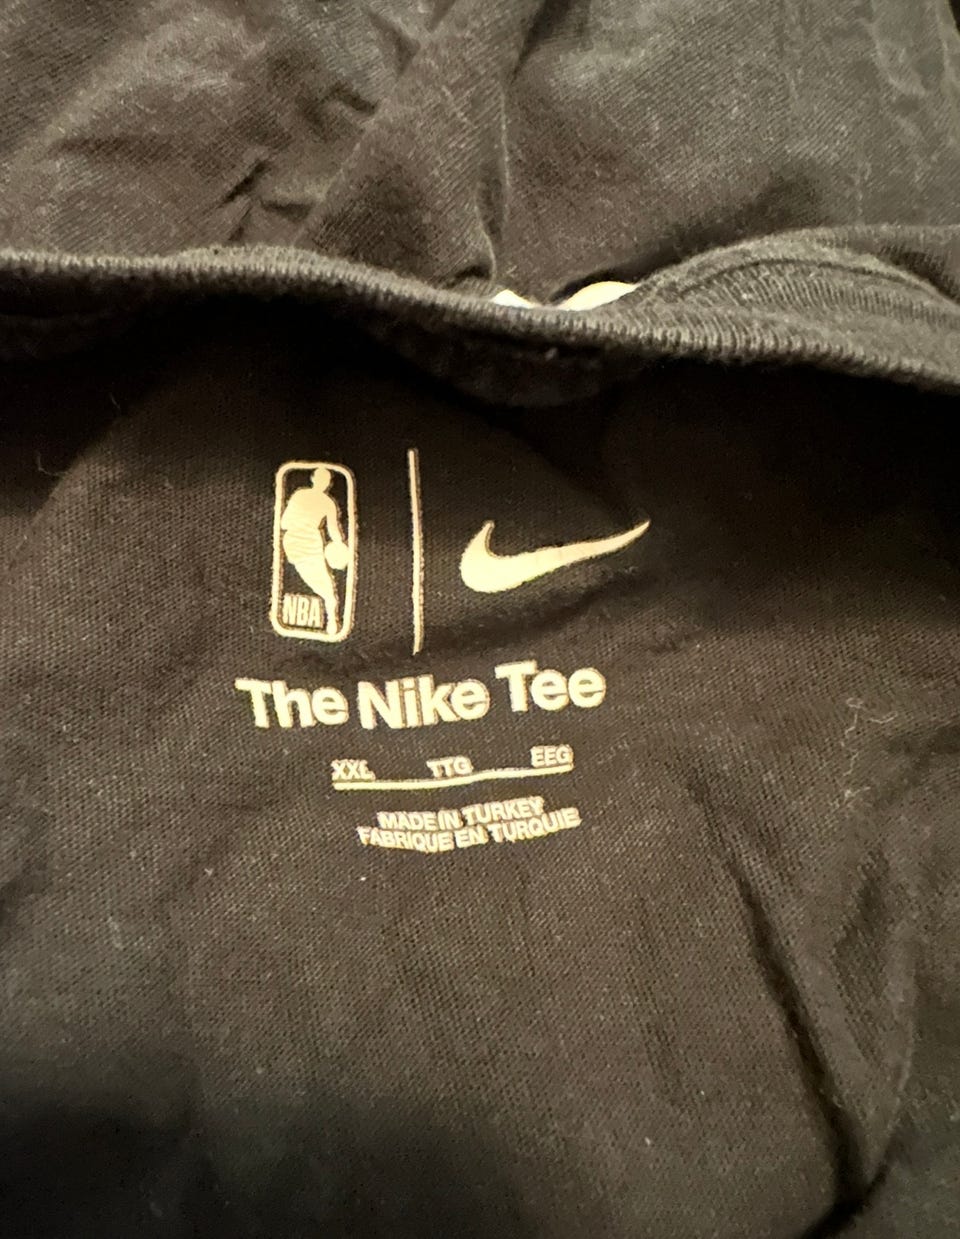 NBA
The Nike Tee
XXL TTG EEG
MADE IN TURKEY
FABRIQUE EN TURQUIE